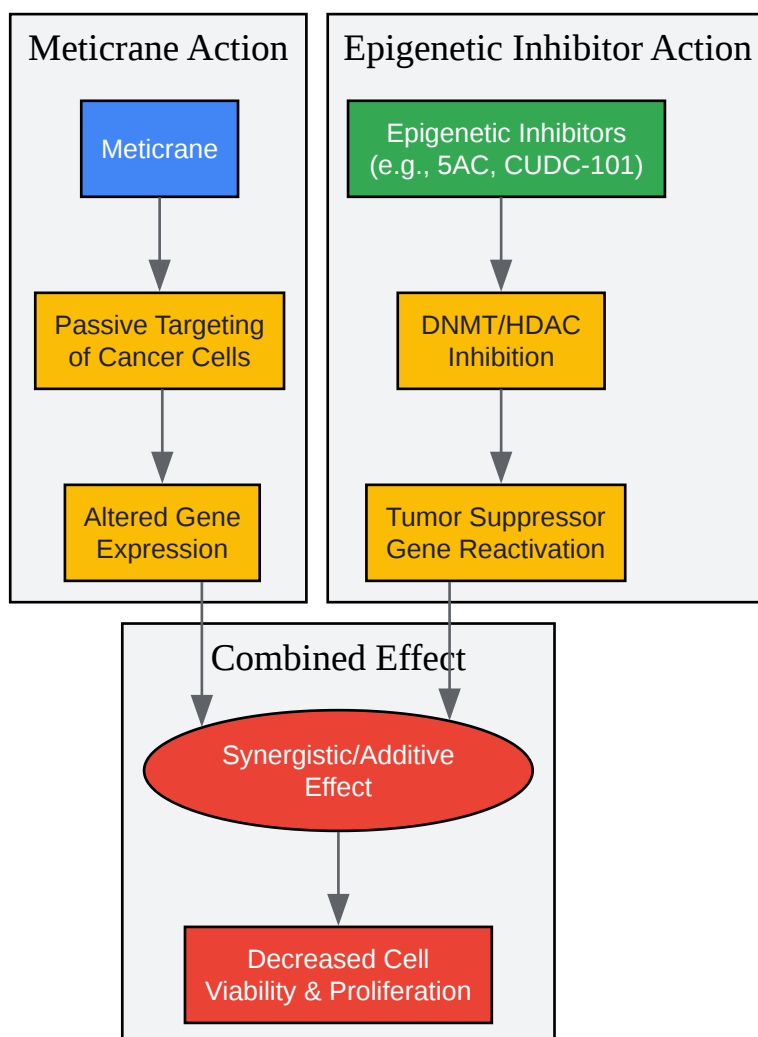 Meticrane Action
Meticrane
Passive Targeting
of Cancer Cells
Altered Gene
Expression
Epigenetic Inhibitor Action
Epigenetic Inhibitors
(e.g., 5AC, CUDC-101)
DNMT/HDAC
Inhibition
Tumor Suppressor
Gene Reactivation
Combined Effect
Synergistic/Additive
Effect
Decreased Cell
Viability & Proliferation